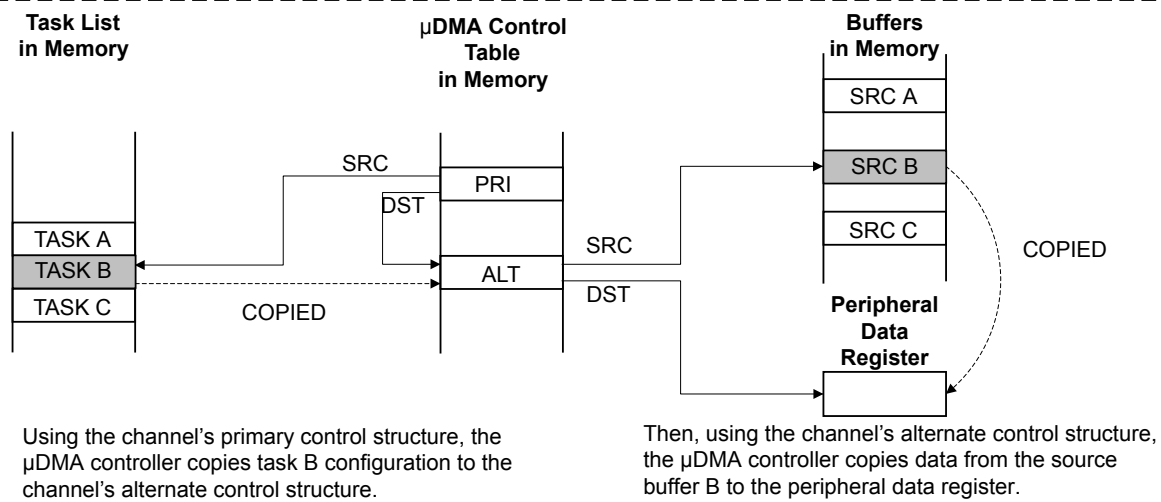 Task List
in Memory
µDMA Control
Table
in Memory
Buffers
in Memory
SRC A
SRC
PRI
SRC B
DST
TASK A
SRC C
SRC
COPIED
TASK B
ALT
DST
TASK C
COPIED
Peripheral
Data
Register
Using the channel's primary control structure, the
µDMA controller copies task B configuration to the
channel's alternate control structure.
Then, using the channel's alternate control structure,
the µDMA controller copies data from the source
buffer B to the peripheral data register.